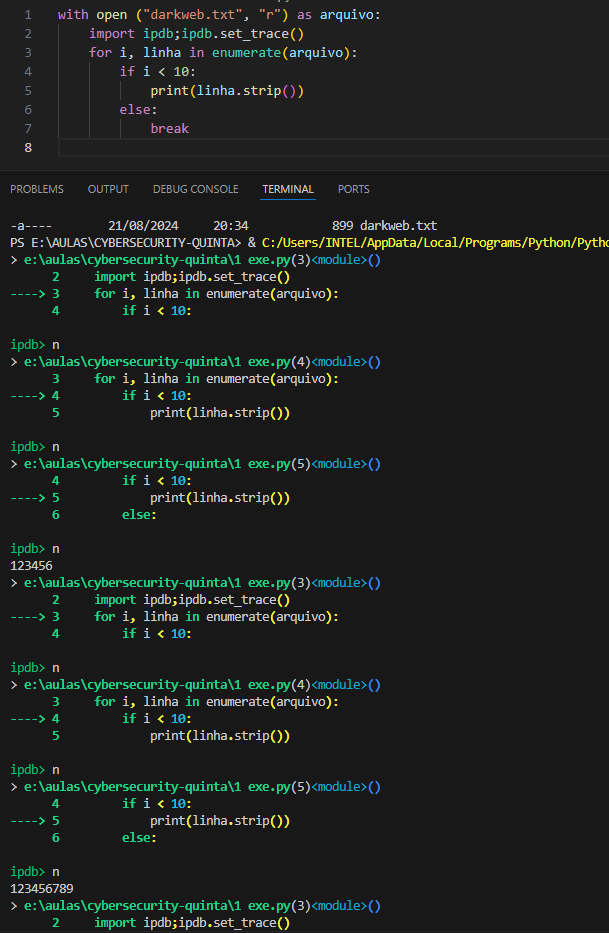 1 with open ("darkweb.txt", "r") as arquivo:
2     import ipdb;ipdb.set_trace()
3     for i, linha in enumerate(arquivo):
4         if i < 10:
5             print(linha.strip())
6         else:
7             break
8
PROBLEMS OUTPUT DEBUG CONSOLE TERMINAL PORTS
-a---- 21/08/2024 20:34 899 darkweb.txt
PS E:\AULAS\CYBERSECURITY-QUINTA> & C:/Users/INTEL/AppData/Local/Programs/Python/Pytho
> e:\aulas\cybersecurity-quinta\1 exe.py(3)<module>()
      2     import ipdb;ipdb.set_trace()
----> 3     for i, linha in enumerate(arquivo):
      4         if i < 10:
ipdb> n
> e:\aulas\cybersecurity-quinta\1 exe.py(4)<module>()
      3     for i, linha in enumerate(arquivo):
----> 4         if i < 10:
      5             print(linha.strip())
ipdb> n
> e:\aulas\cybersecurity-quinta\1 exe.py(5)<module>()
      4         if i < 10:
----> 5             print(linha.strip())
      6         else:
ipdb> n
123456
> e:\aulas\cybersecurity-quinta\1 exe.py(3)<module>()
      2     import ipdb;ipdb.set_trace()
----> 3     for i, linha in enumerate(arquivo):
      4         if i < 10:
ipdb> n
> e:\aulas\cybersecurity-quinta\1 exe.py(4)<module>()
      3     for i, linha in enumerate(arquivo):
----> 4         if i < 10:
      5             print(linha.strip())
ipdb> n
> e:\aulas\cybersecurity-quinta\1 exe.py(5)<module>()
      4         if i < 10:
----> 5             print(linha.strip())
      6         else:
ipdb> n
123456789
> e:\aulas\cybersecurity-quinta\1 exe.py(3)<module>()
      2     import ipdb;ipdb.set_trace()